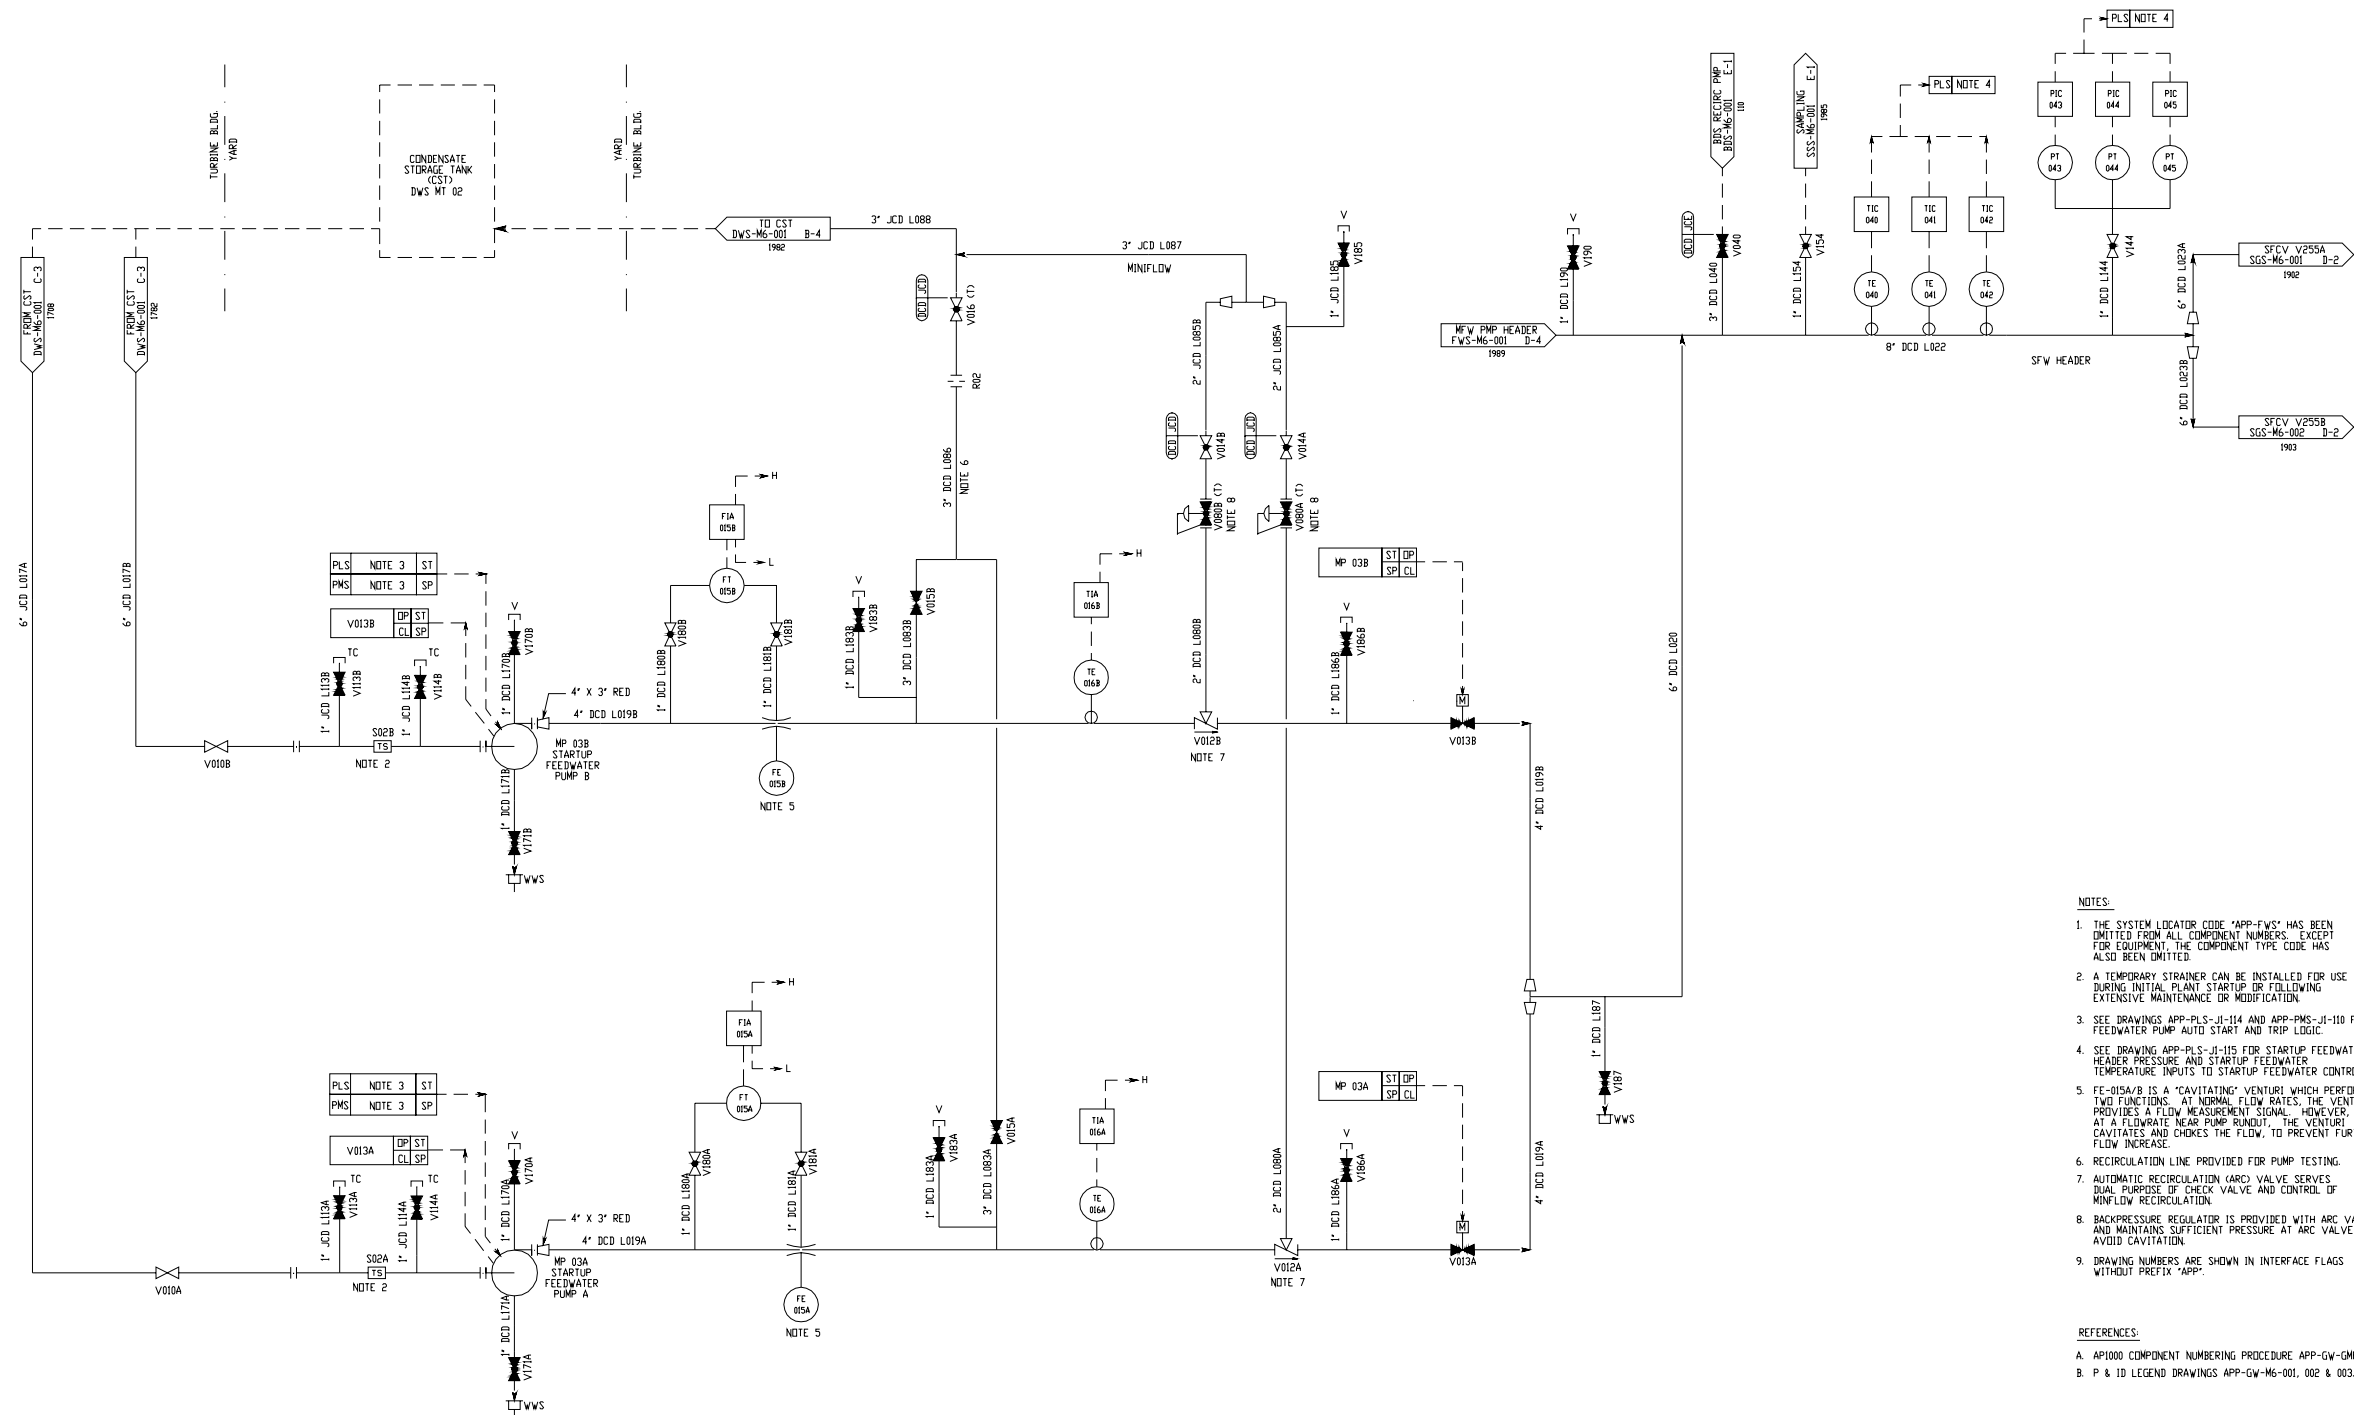 PLS NOTE 4
PLS NOTE 4
TURBINE BLDG.
YARD
CONDENSATE
STORAGE TANK
(CST)
DWS MT 02
YARD
TURBINE BLDG.
BDS RECIRC PMP
BDS-M6-001 E-1
110
SAMPLING
SSS-M6-001 E-1
1985
PIC
043
PIC
044
PIC
045
PT
043
PT
044
PT
045
TIC
040
TIC
041
TIC
042
TE
040
TE
041
TE
042
TO CST
DWS-M6-001 B-4
1982
3" JCD L088
3" JCD L087
MINIFLOW
V
V185
1" JCD L185
V
V190
1" DCD L190
DCD JCE
V040
3" DCD L040
V154
1" DCD L154
V144
1" DCD L144
6" DCD L023A
SFCV V255A
SGS-M6-001 D-2
1902
FROM CST
DWS-M6-001 C-3
1708
FROM CST
DWS-M6-001 C-3
1782
DCD JCD
V016 (T)
2" JCD L085B
2" JCD L085A
MFW PMP HEADER
FWS-M6-001 D-4
1989
8" DCD L022
SFW HEADER
6" DCD L023B
SFCV V255B
SGS-M6-002 D-2
1903
R02
3" DCD L086
NOTE 6
DCD JCD
V014B
DCD JCD
V014A
V080B (T)
NOTE 8
V080A (T)
NOTE 8
6" JCD L017A
6" JCD L017B
PLS NOTE 3 ST
PMS NOTE 3 SP
V013B OP ST
CL SP
TC
V113B
1" JCD L113B
TC
V114B
1" JCD L114B
V
V170B
1" DCD L170B
H
FIA
015B
L
FT
015B
V180B
1" DCD L180B
V181B
1" DCD L181B
V
V183B
1" DCD L183B
V015B
3" DCD L083B
H
TIA
016B
TE
016B
2" DCD L080B
MP 03B ST OP
SP CL
V
V186B
1" DCD L186B
M
V013B
6" DCD L020
4" X 3" RED
4" DCD L019B
V010B
S02B
TS
NOTE 2
MP 03B
STARTUP
FEEDWATER
PUMP B
1" DCD L171B
V171B
WWS
FE
015B
NOTE 5
V012B
NOTE 7
4" DCD L019B
H
FIA
015A
L
FT
015A
PLS NOTE 3 ST
PMS NOTE 3 SP
V013A OP ST
CL SP
TC
V113A
1" JCD L113A
TC
V114A
1" JCD L114A
V
V170A
1" DCD L170A
V180A
1" DCD L180A
V181A
1" DCD L181A
V
V183A
1" DCD L183A
V015A
3" DCD L083A
H
TIA
016A
TE
016A
2" DCD L080A
MP 03A ST OP
SP CL
V
V186A
1" DCD L186A
M
V013A
4" DCD L019A
1" DCD L187
V187
WWS
4" X 3" RED
4" DCD L019A
V010A
S02A
TS
NOTE 2
MP 03A
STARTUP
FEEDWATER
PUMP A
1" DCD L171A
V171A
WWS
FE
015A
NOTE 5
V012A
NOTE 7
NOTES:
1. THE SYSTEM LOCATOR CODE "APP-FWS" HAS BEEN
OMITTED FROM ALL COMPONENT NUMBERS. EXCEPT
FOR EQUIPMENT, THE COMPONENT TYPE CODE HAS
ALSO BEEN OMITTED.
2. A TEMPORARY STRAINER CAN BE INSTALLED FOR USE
DURING INITIAL PLANT STARTUP OR FOLLOWING
EXTENSIVE MAINTENANCE OR MODIFICATION.
3. SEE DRAWINGS APP-PLS-J1-114 AND APP-PMS-J1-110 F
FEEDWATER PUMP AUTO START AND TRIP LOGIC.
4. SEE DRAWING APP-PLS-J1-115 FOR STARTUP FEEDWAT
HEADER PRESSURE AND STARTUP FEEDWATER
TEMPERATURE INPUTS TO STARTUP FEEDWATER CONTR
5. FE-015A/B IS A "CAVITATING" VENTURI WHICH PERFO
TWO FUNCTIONS. AT NORMAL FLOW RATES, THE VENT
PROVIDES A FLOW MEASUREMENT SIGNAL. HOWEVER,
AT A FLOWRATE NEAR PUMP RUNOUT, THE VENTURI
CAVITATES AND CHOKES THE FLOW, TO PREVENT FUR
FLOW INCREASE.
6. RECIRCULATION LINE PROVIDED FOR PUMP TESTING.
7. AUTOMATIC RECIRCULATION (ARC) VALVE SERVES
DUAL PURPOSE OF CHECK VALVE AND CONTROL OF
MINFLOW RECIRCULATION.
8. BACKPRESSURE REGULATOR IS PROVIDED WITH ARC VA
AND MAINTAINS SUFFICIENT PRESSURE AT ARC VALVE
AVOID CAVITATION.
9. DRAWING NUMBERS ARE SHOWN IN INTERFACE FLAGS
WITHOUT PREFIX "APP".
REFERENCES:
A. AP1000 COMPONENT NUMBERING PROCEDURE APP-GW-GM
B. P & ID LEGEND DRAWINGS APP-GW-M6-001, 002 & 003.